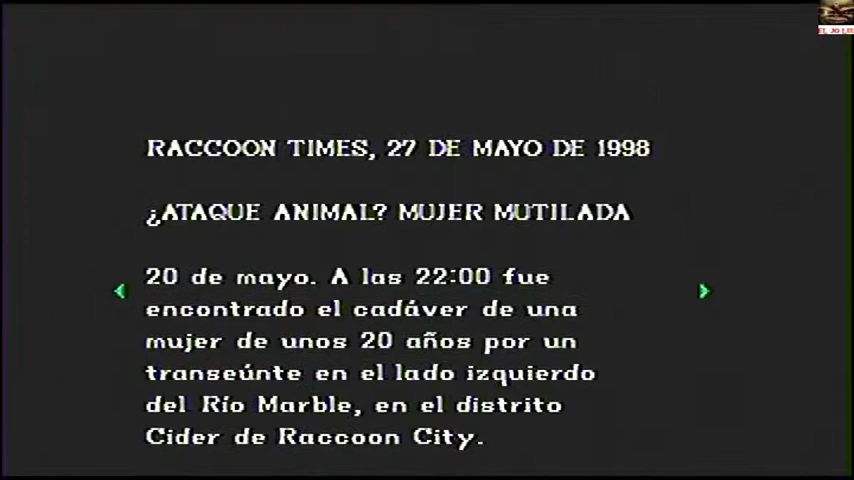 RACCOON TIMES, 27 DE MAYO DE 1998
¿ATAQUE ANIMAL? MUJER MUTILADA
20 de mayo. A las 22:00 fue
encontrado el cadáver de una
mujer de unos 20 años por un
transeúnte en el lado izquierdo
del Río Marble, en el distrito
Cider de Raccoon City.